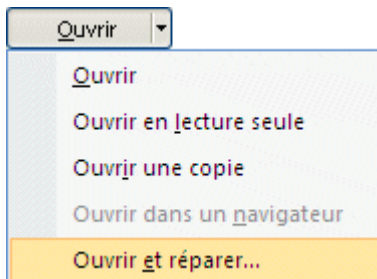 Ouvrir
Ouvrir
Ouvrir en lecture seule
Ouvrir une copie
Ouvrir dans un navigateur
Ouvrir et réparer...